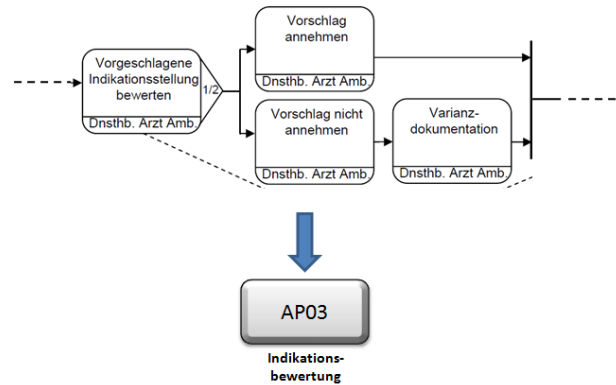 Vorgeschlagene
Indikationsstellung
bewerten
Dnsthb. Arzt Amb.
1/2
Vorschlag
annehmen
Dnsthb. Arzt Amb.
Vorschlag nicht
annehmen
Dnsthb. Arzt Amb.
Varianz-
dokumentation
Dnsthb. Arzt Amb.
AP03
Indikations-
bewertung